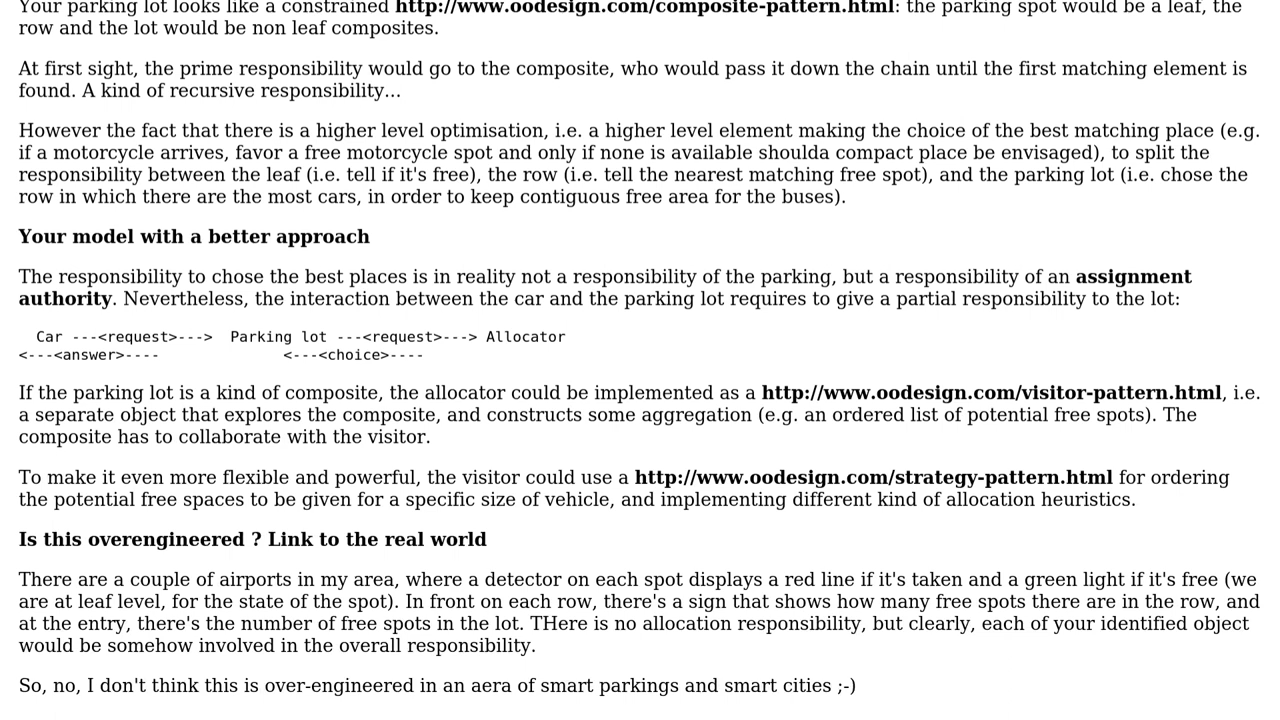 Your parking lot looks like a constrained http://www.oodesign.com/composite-pattern.html: the parking spot would be a leaf, the
row and the lot would be non leaf composites.
At first sight, the prime responsibility would go to the composite, who would pass it down the chain until the first matching element is
found. A kind of recursive responsibility...
However the fact that there is a higher level optimisation, i.e. a higher level element making the choice of the best matching place (e.g.
if a motorcycle arrives, favor a free motorcycle spot and only if none is available shoulda compact place be envisaged), to split the
responsibility between the leaf (i.e. tell if it's free), the row (i.e. tell the nearest matching free spot), and the parking lot (i.e. chose the
row in which there are the most cars, in order to keep contiguous free area for the buses).
Your model with a better approach
The responsibility to chose the best places is in reality not a responsibility of the parking, but a responsibility of an assignment
authority. Nevertheless, the interaction between the car and the parking lot requires to give a partial responsibility to the lot:
Car ---<request>---> Parking lot ---<request>---> Allocator
<---<answer>---- <---<choice>----
If the parking lot is a kind of composite, the allocator could be implemented as a http://www.oodesign.com/visitor-pattern.html, i.e.
a separate object that explores the composite, and constructs some aggregation (e.g. an ordered list of potential free spots). The
composite has to collaborate with the visitor.
To make it even more flexible and powerful, the visitor could use a http://www.oodesign.com/strategy-pattern.html for ordering
the potential free spaces to be given for a specific size of vehicle, and implementing different kind of allocation heuristics.
Is this overengineered ? Link to the real world
There are a couple of airports in my area, where a detector on each spot displays a red line if it's taken and a green light if it's free (we
are at leaf level, for the state of the spot). In front on each row, there's a sign that shows how many free spots there are in the row, and
at the entry, there's the number of free spots in the lot. THere is no allocation responsibility, but clearly, each of your identified object
would be somehow involved in the overall responsibility.
So, no, I don't think this is over-engineered in an aera of smart parkings and smart cities ;-)